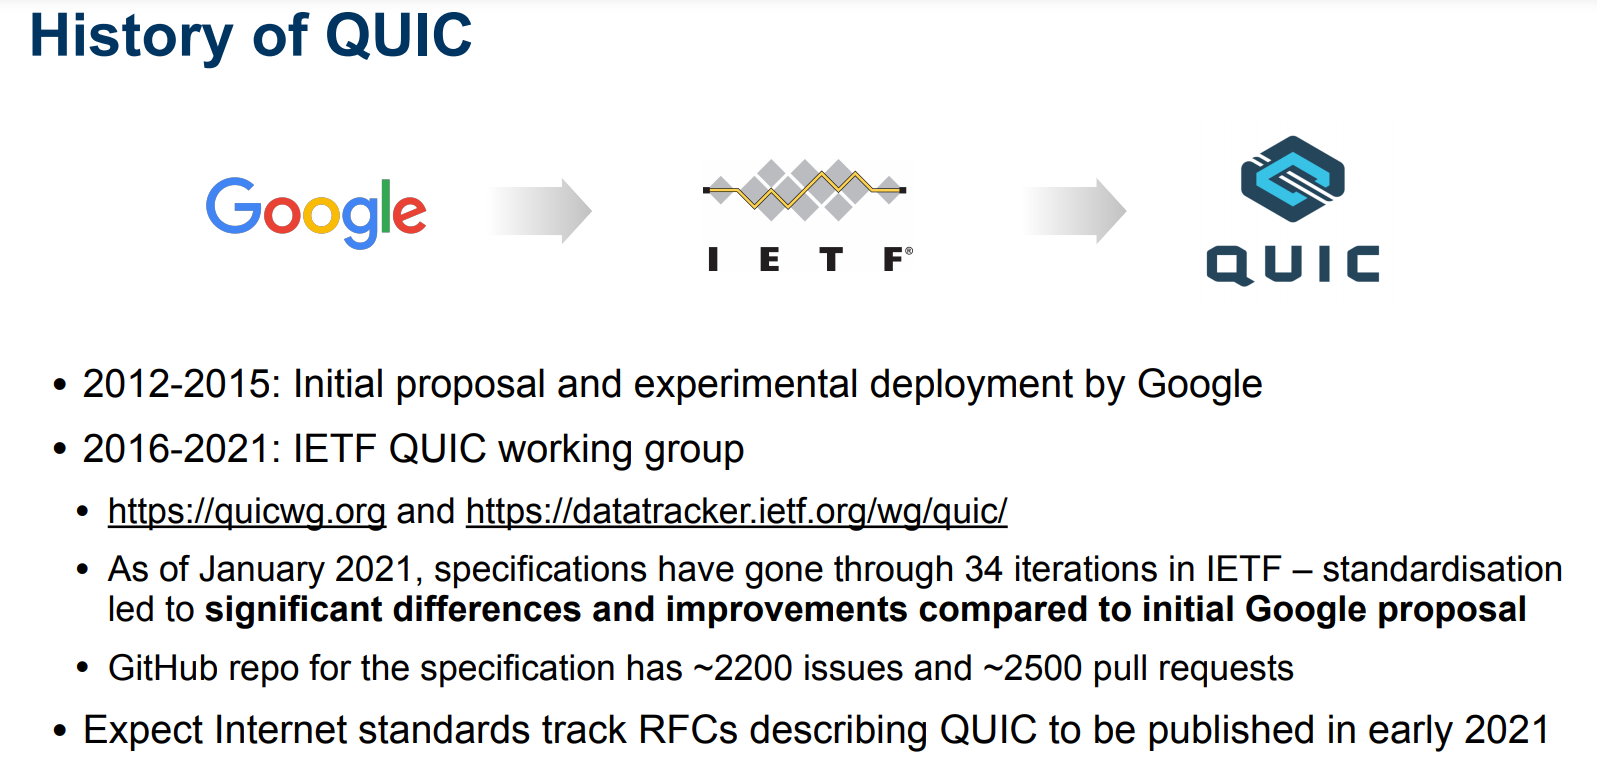 History of QUIC
Google
I E T F®
QUIC
• 2012-2015: Initial proposal and experimental deployment by Google
• 2016-2021: IETF QUIC working group
• https://quicwg.org and https://datatracker.ietf.org/wg/quic/
• As of January 2021, specifications have gone through 34 iterations in IETF – standardisation
led to significant differences and improvements compared to initial Google proposal
• GitHub repo for the specification has ~2200 issues and ~2500 pull requests
• Expect Internet standards track RFCs describing QUIC to be published in early 2021